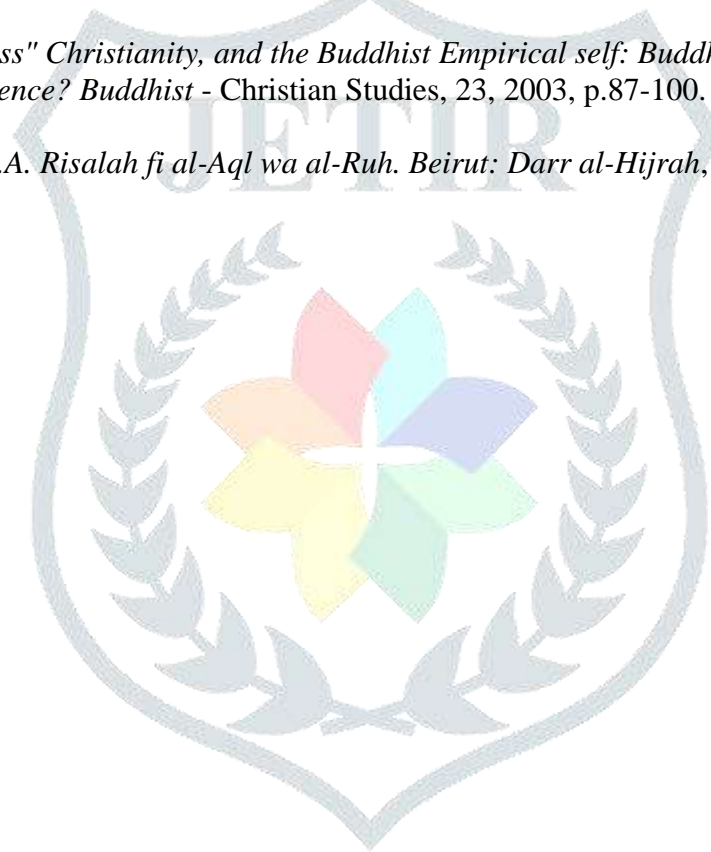 ss" Christianity, and the Buddhist Empirical self: Buddh
ence? Buddhist - Christian Studies, 23, 2003, p.87-100.
JETIR
.A. Risalah fi al-Aql wa al-Ruh. Beirut: Darr al-Hijrah,